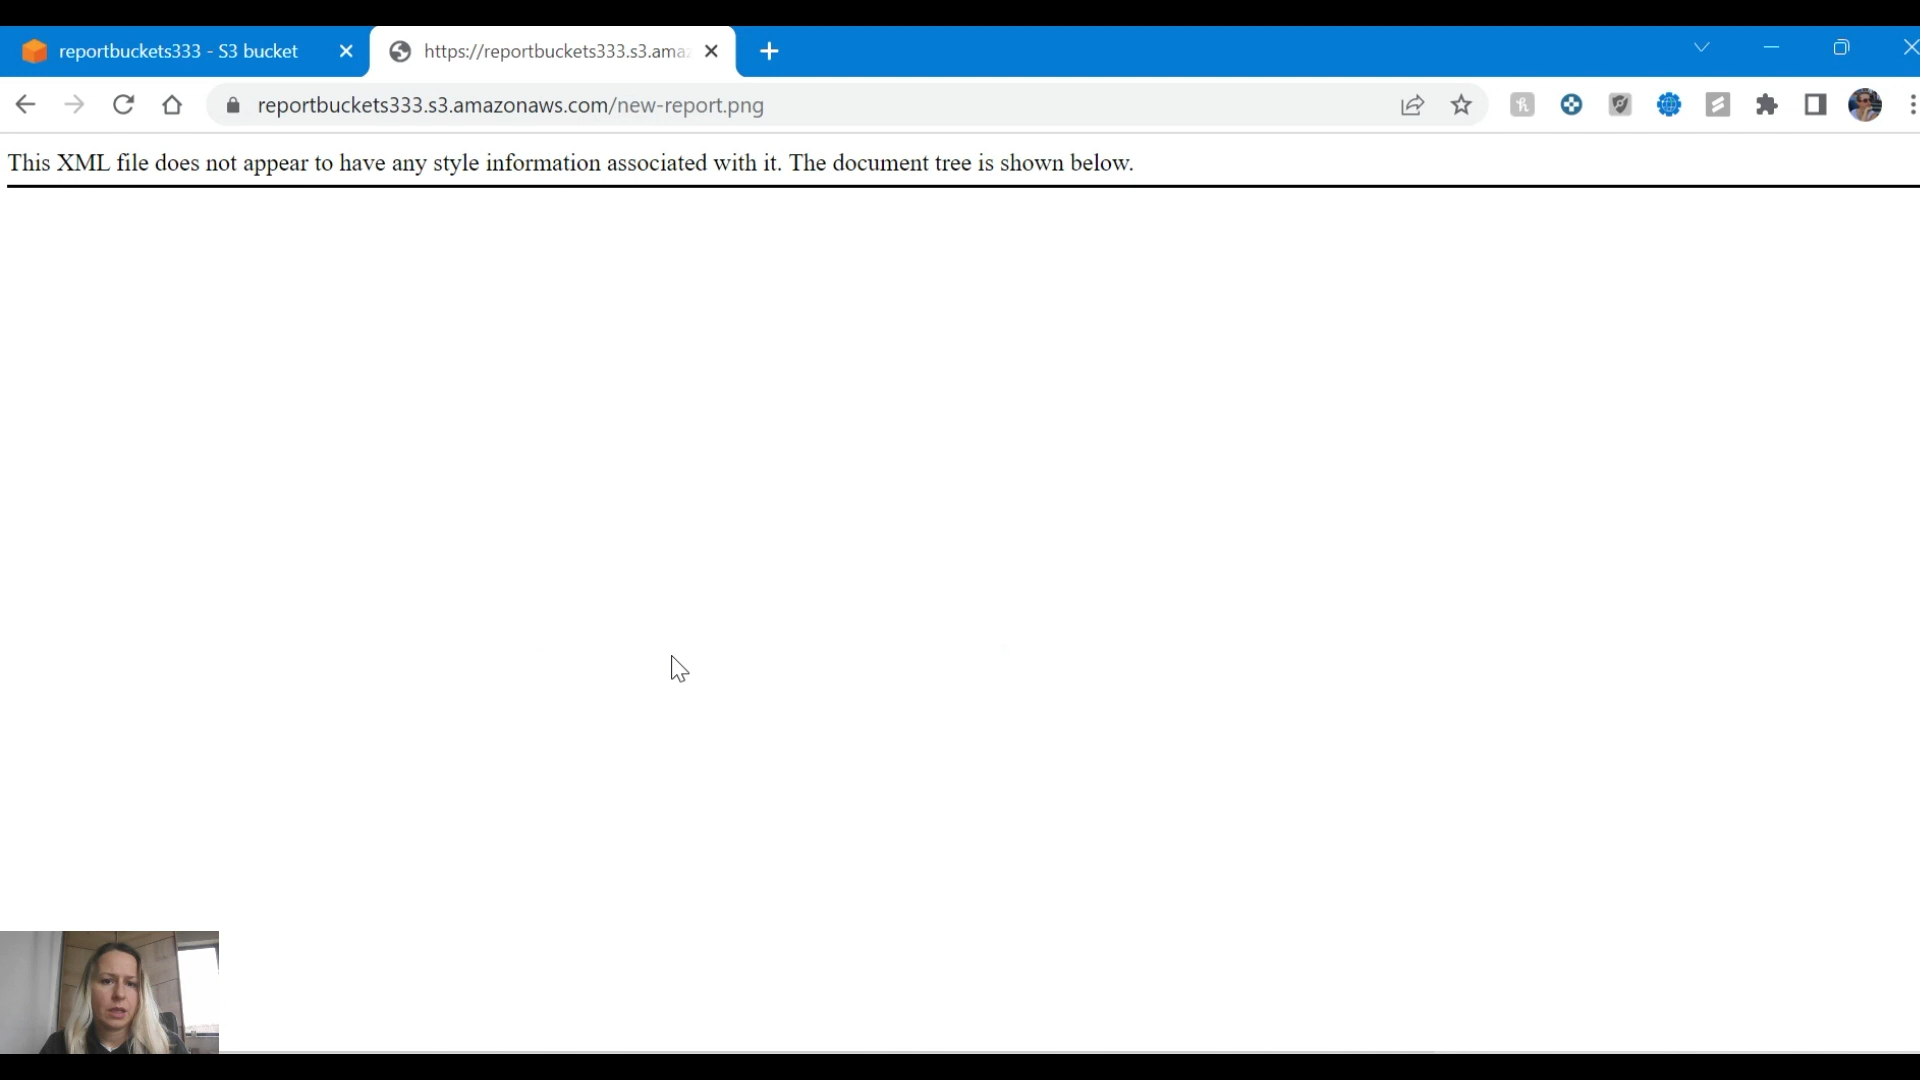 reportbuckets333 - S3 bucket
https://reportbuckets333.s3.ama
reportbuckets333.s3.amazonaws.com/new-report.png
This XML file does not appear to have any style information associated with it. The document tree is shown below.